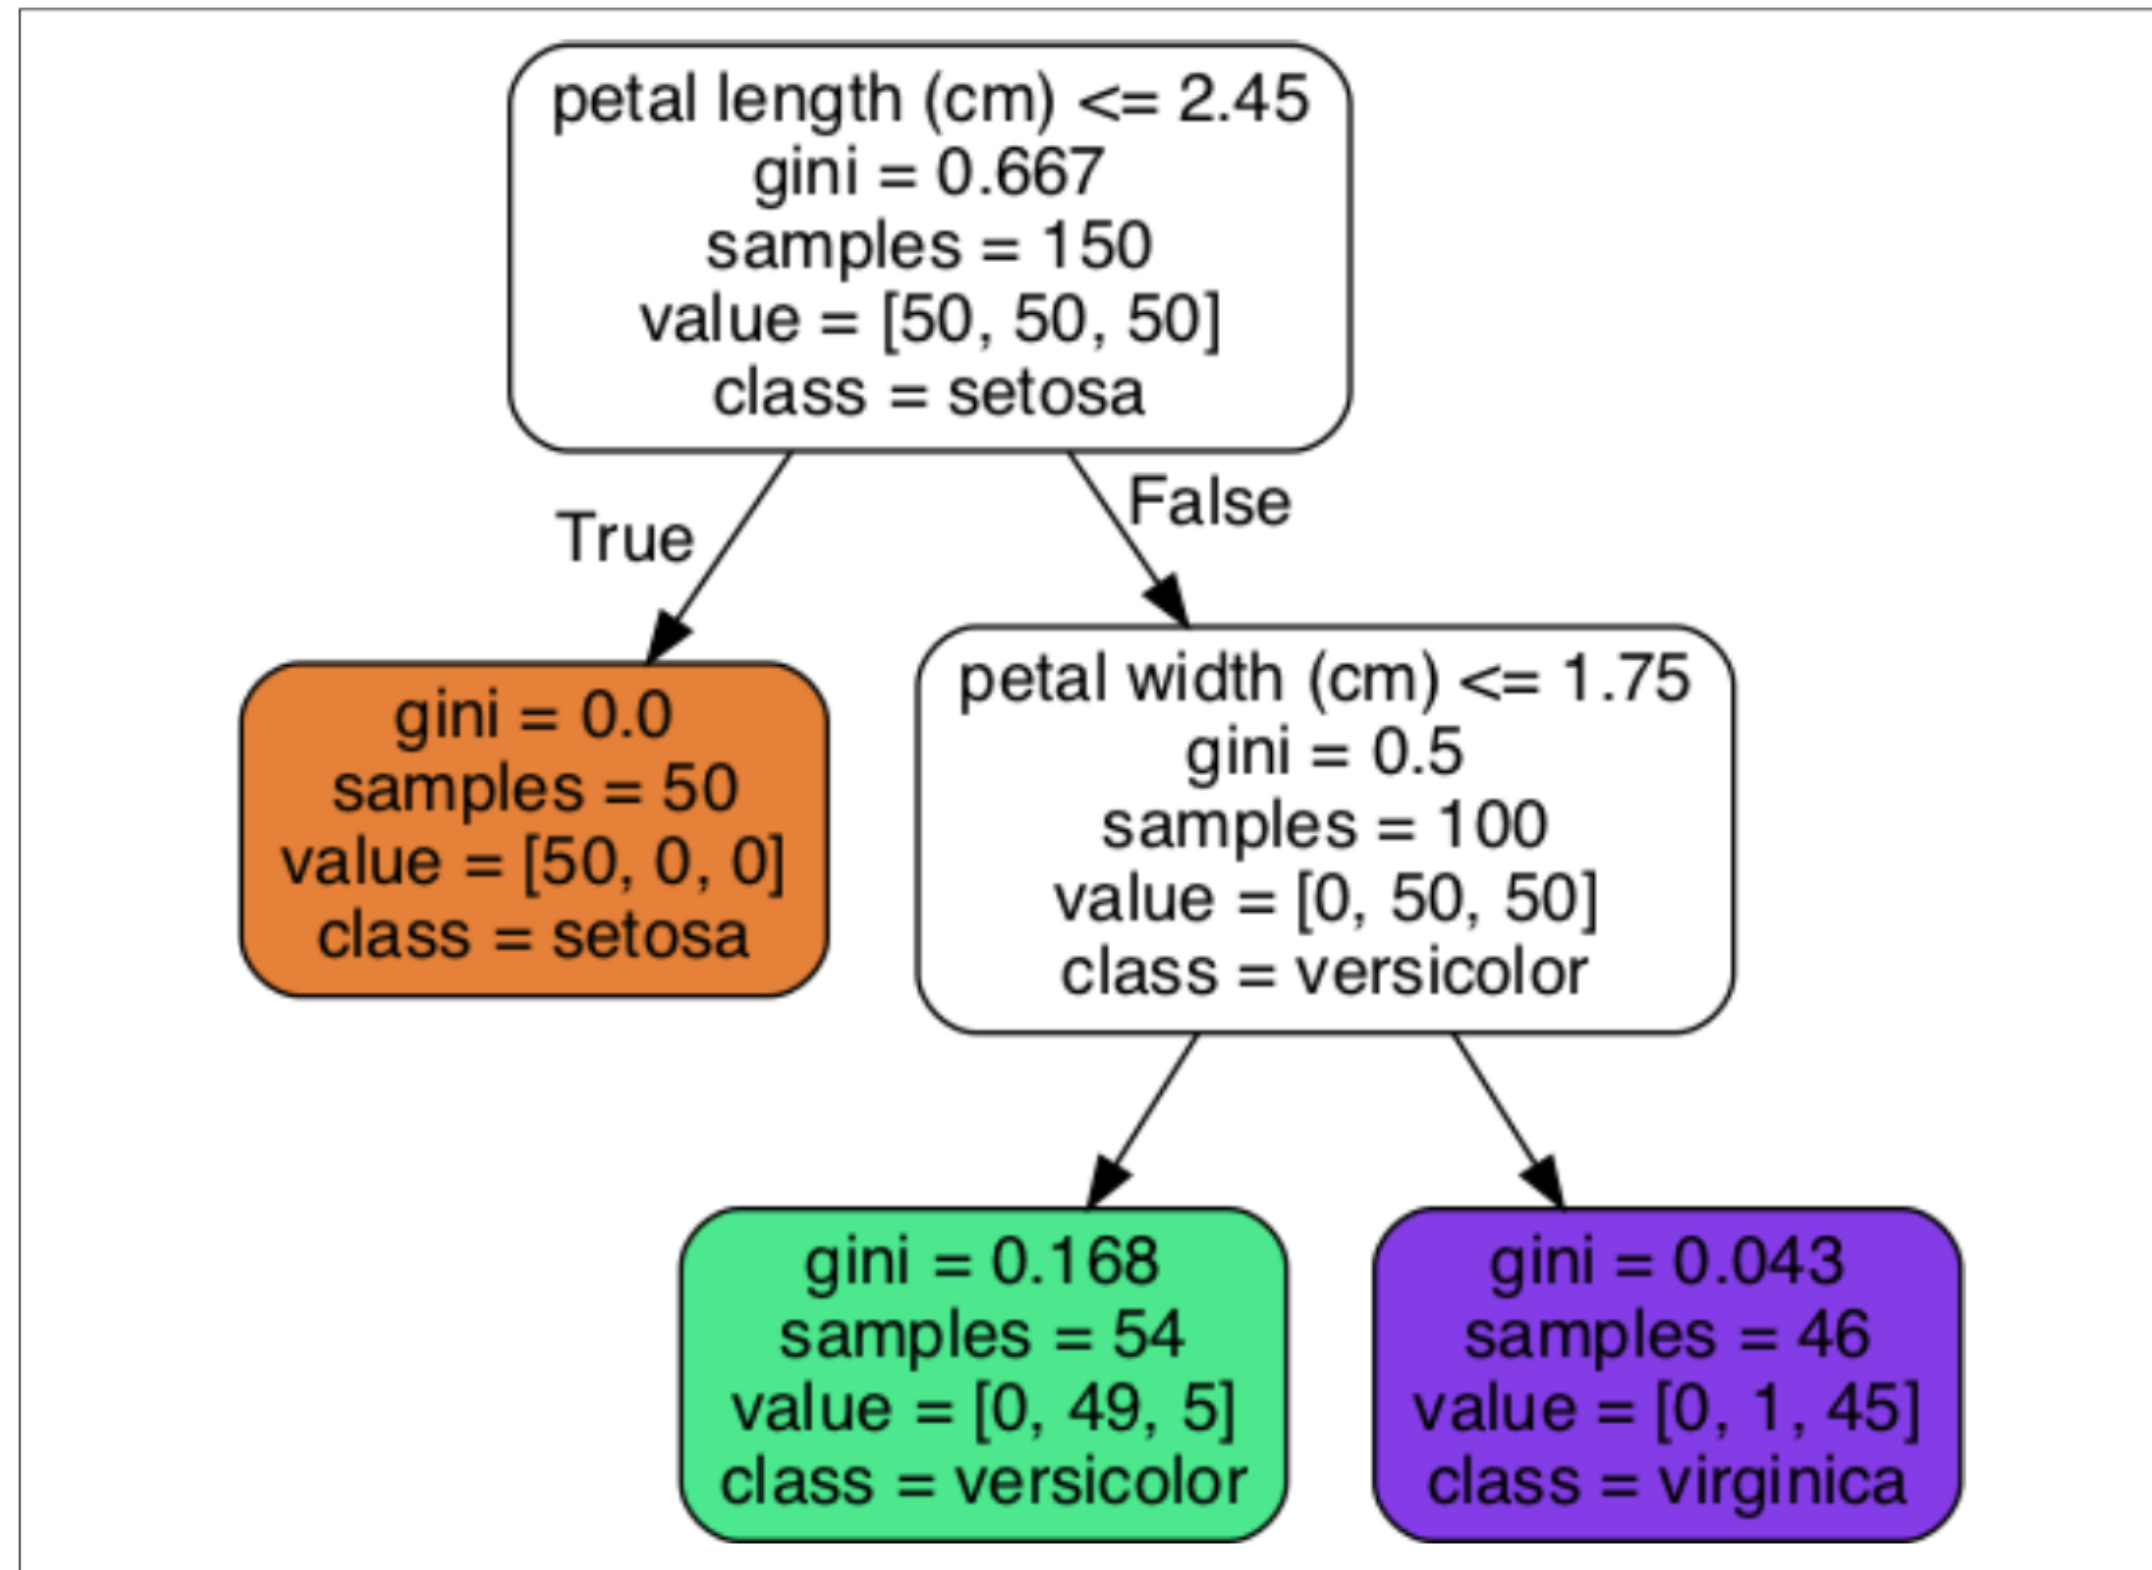 petal length (cm) <= 2.45
gini = 0.667
samples = 150
value = [50, 50, 50]
class = setosa
True
False
gini = 0.0
samples = 50
value = [50, 0, 0]
class = setosa
petal width (cm) <= 1.75
gini = 0.5
samples = 100
value = [0, 50, 50]
class = versicolor
gini = 0.168
samples = 54
value = [0, 49, 5]
class = versicolor
gini = 0.043
samples = 46
value = [0, 1, 45]
class = virginica